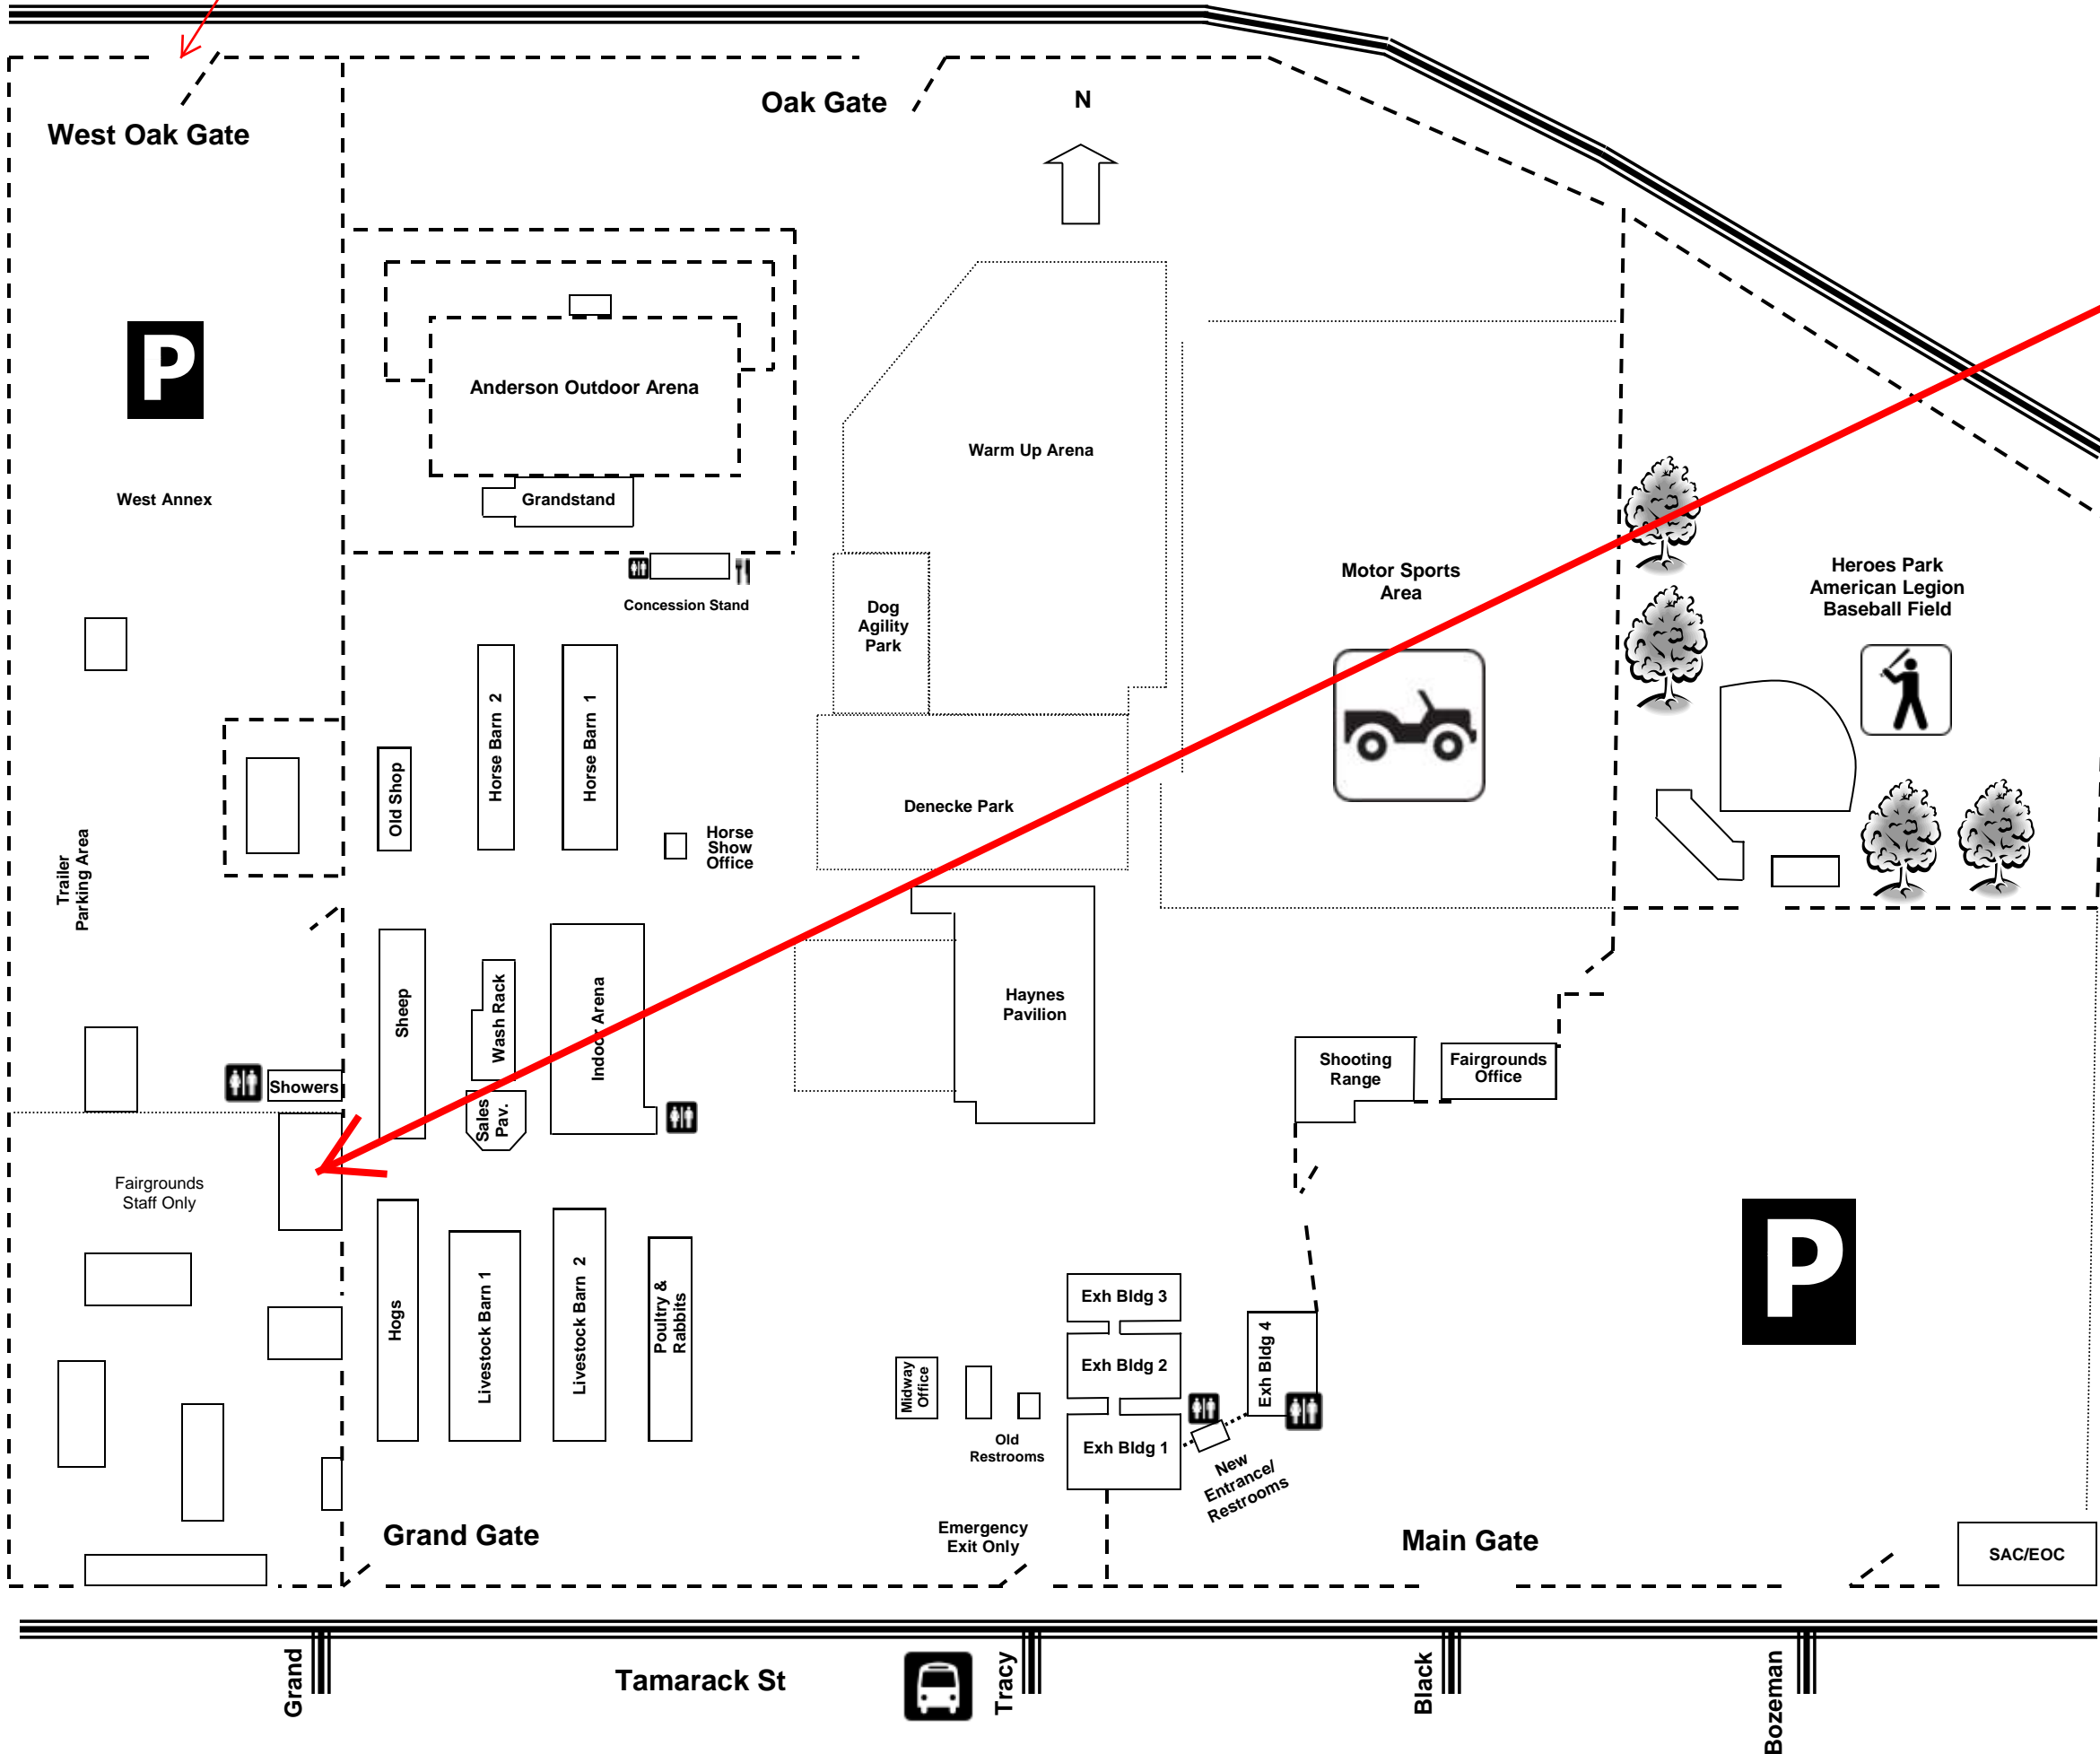 Oak Gate
N
West Oak Gate
P
Anderson Outdoor Arena
Warm Up Arena
West Annex
Grandstand
Motor Sports
Area
Heroes Park
American Legion
Baseball Field
Concession Stand
Dog
Agility
Park
Horse Barn 2
Horse Barn 1
Old Shop
Denecke Park
Horse
Show
Office
Trailer
Parking Area
Sheep
Wash Rack
Indoor Arena
Haynes
Pavilion
Shooting
Range
Fairgrounds
Office
Showers
Sales
Pav.
Fairgrounds
Staff Only
P
Hogs
Livestock Barn 1
Livestock Barn 2
Poultry &
Rabbits
Exh Bldg 3
Exh Bldg 2
Exh Bldg 4
Midway
Office
Old
Restrooms
Exh Bldg 1
New
Entrance/
Restrooms
Grand Gate
Emergency
Exit Only
Main Gate
SAC/EOC
Grand
Tamarack St
Tracy
Black
Bozeman